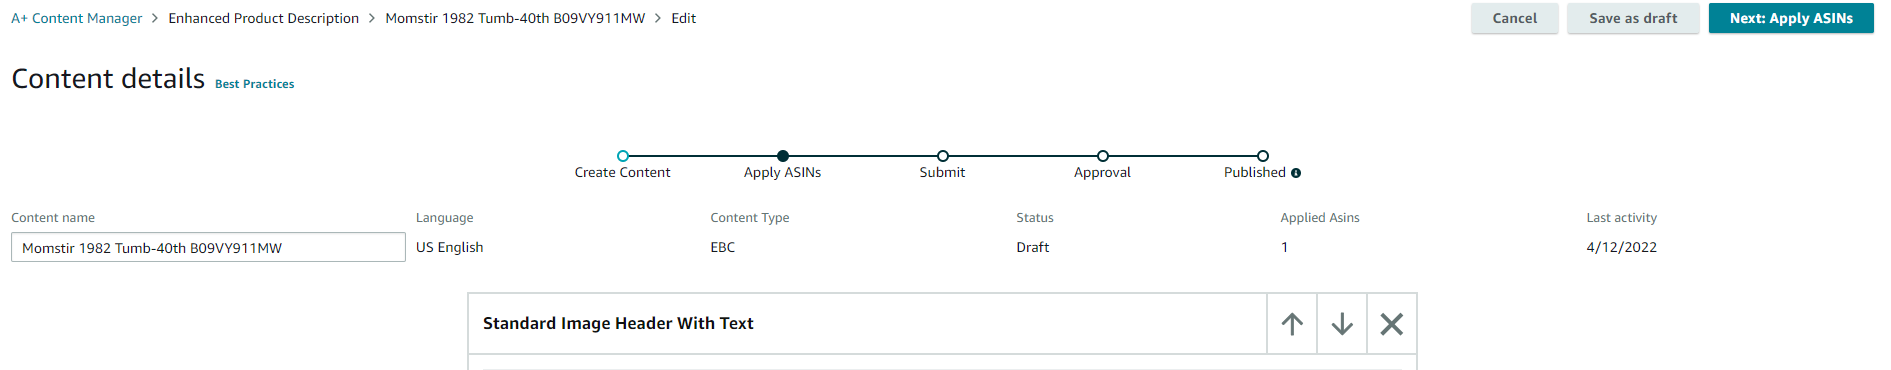 A+ Content Manager > Enhanced Product Description > Momstir 1982 Tumb-40th B09VY911MW > Edit
Cancel
Save as draft
Next: Apply ASINs
Content details
Best Practices
Create Content
Apply ASINs
Submit
Approval
Published
Content name
Language
Content Type
Status
Applied Asins
Last activity
Momstir 1982 Tumb-40th B09VY911MW
US English
EBC
Draft
1
4/12/2022
Standard Image Header With Text